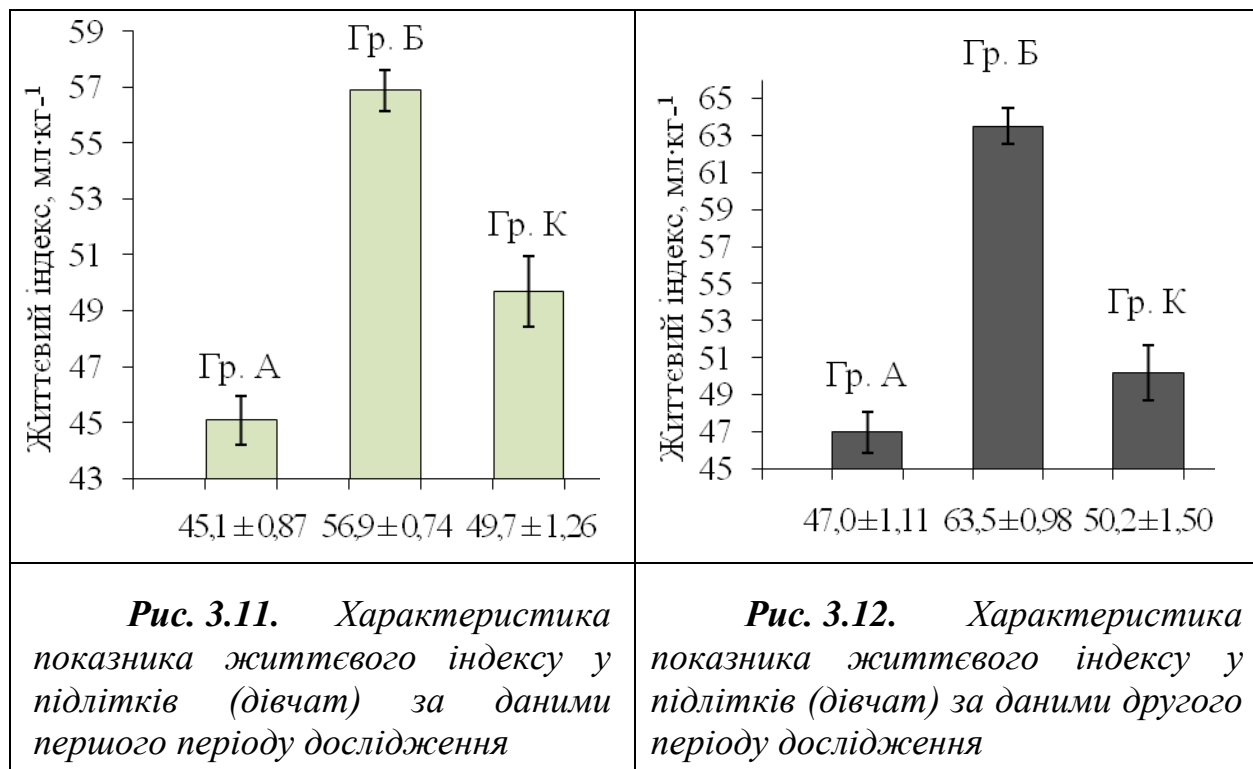 Життєвий індекс, мл·кг-¹
59
57
55
53
51
49
47
45
43
Гр. А
Гр. Б
Гр. К
45,1±0,87 56,9±0,74 49,7±1,26
Рис. 3.11. Характеристика
показника життєвого індексу у
підлітків (дівчат) за даними
першого періоду дослідження
Життєвий індекс, мл·кг-¹
65
63
61
59
57
55
53
51
49
47
45
Гр. А
Гр. Б
Гр. К
47,0±1,11 63,5±0,98 50,2±1,50
Рис. 3.12. Характеристика
показника життєвого індексу у
підлітків (дівчат) за даними другого
періоду дослідження